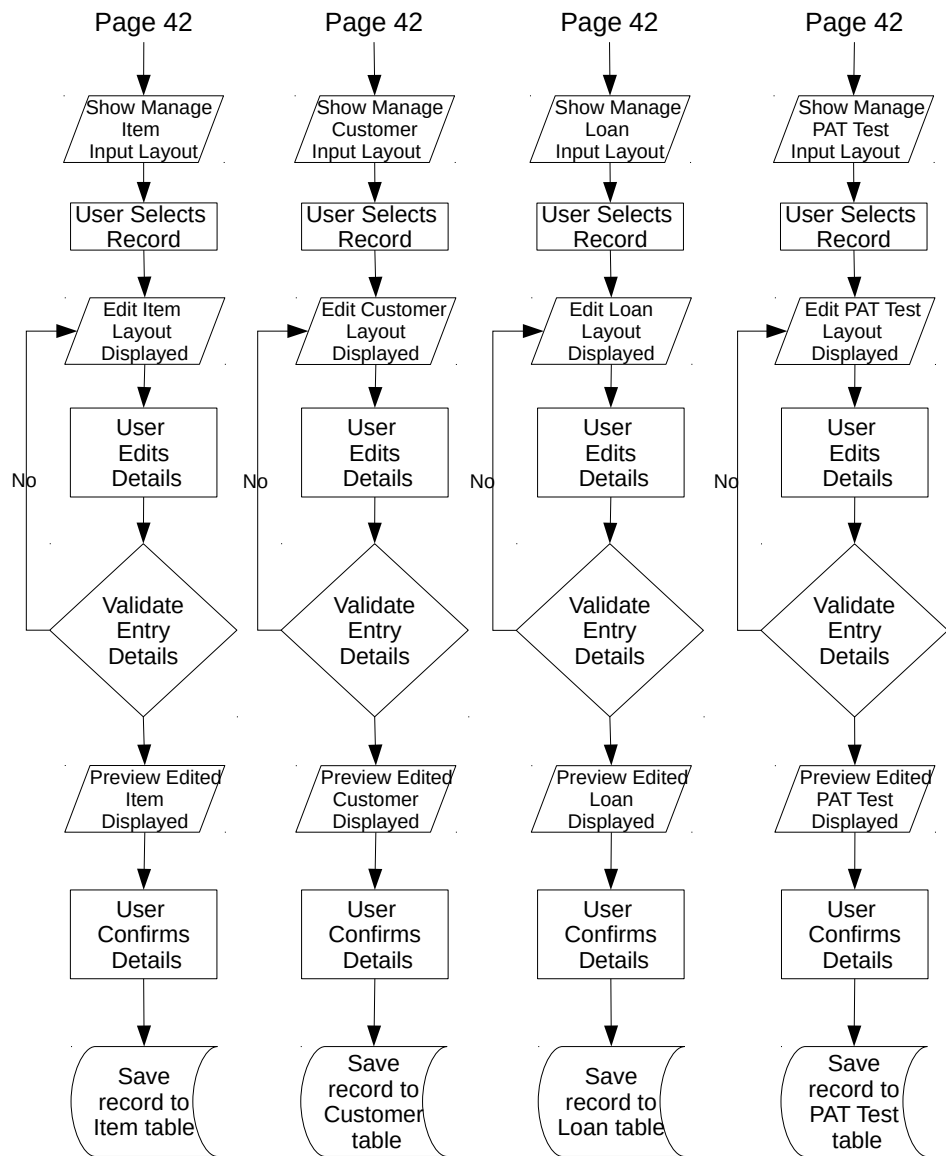 Page 42
Show Manage
Item
Input Layout
User Selects
Record
Edit Item
Layout
Displayed
User
Edits
Details
No
Validate
Entry
Details
Preview Edited
Item
Displayed
User
Confirms
Details
Save
record to
Item table
Page 42
Show Manage
Customer
Input Layout
User Selects
Record
Edit Customer
Layout
Displayed
User
Edits
Details
No
Validate
Entry
Details
Preview Edited
Customer
Displayed
User
Confirms
Details
Save
record to
Customer
table
Page 42
Show Manage
Loan
Input Layout
User Selects
Record
Edit Loan
Layout
Displayed
User
Edits
Details
No
Validate
Entry
Details
Preview Edited
Loan
Displayed
User
Confirms
Details
Save
record to
Loan table
Page 42
Show Manage
PAT Test
Input Layout
User Selects
Record
Edit PAT Test
Layout
Displayed
User
Edits
Details
No
Validate
Entry
Details
Preview Edited
PAT Test
Displayed
User
Confirms
Details
Save
record to
PAT Test
table